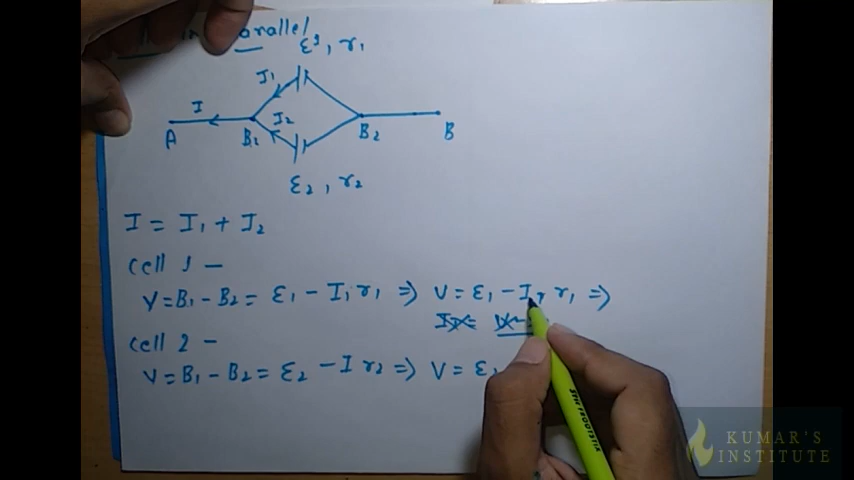 parallel
ε1, r1
I1
I
I2
A B1 B2 B
ε2, r2
I = I1 + I2
Cell 1 —
V = B1 - B2 = ε1 - I1 r1 ⇒ V = ε1 - I1 r1 ⇒
Cell 2 —
V = B1 - B2 = ε2 - I r2 ⇒ V = ε2
KUMAR'S
INSTITUTE